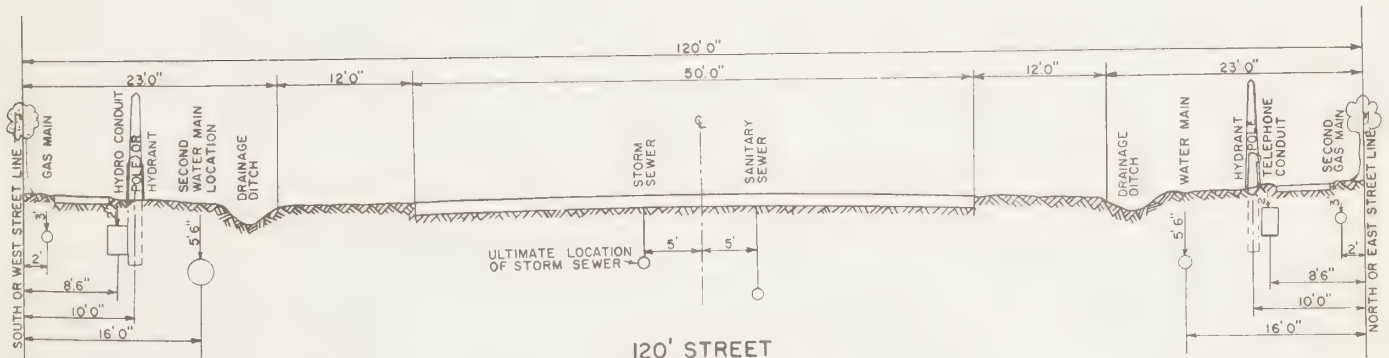 120'0"
23'0"
12'0"
50'0"
12'0"
23'0"
SOUTH OR WEST STREET LINE
GAS MAIN
HYDRO CONDUIT
POLE OR
HYDRANT
SECOND
WATER MAIN
LOCATION
DRAINAGE
DITCH
STORM
SEWER
℄
SANITARY
SEWER
DRAINAGE
DITCH
WATER MAIN
HYDRANT
POLE
TELEPHONE
CONDUIT
SECOND
GAS MAIN
NORTH OR EAST STREET LINE
3'
2'
5'6"
5'
5'
5'6"
2'
3'
ULTIMATE LOCATION
OF STORM SEWER
2'
8'6"
10'0"
16'0"
2'
8'6"
10'0"
16'0"
120' STREET